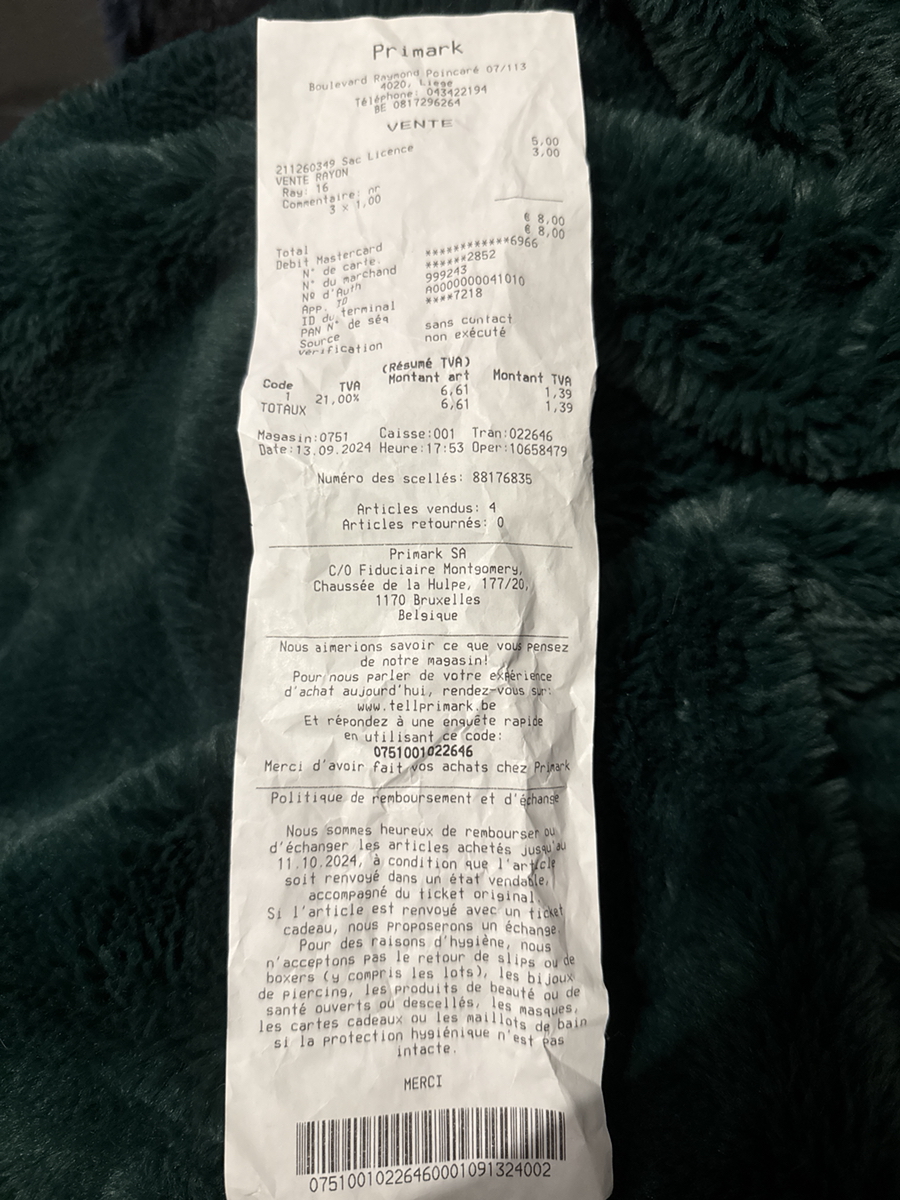 Primark
Boulevard Raymond Poincaré 07/113
4020, Liege
Téléphone: 043422194
BE 0817296264
VENTE
211260349 Sac Licence 5,00
VENTE RAYON 3,00
Ray: 16
Commentaire: nr
3 x 1,00
Total € 8,00
Debit Mastercard € 8,00
N° de carte. ************6966
N° du marchand ******2852
Nº d'Auth 999243
App. ID A0000000041010
ID du terminal ****7218
PAN N° de séq
Source sans contact
Vérification non exécuté
(Résumé TVA)
Code TVA Montant art Montant TVA
1 21,00% 6,61 1,39
TOTAUX 6,61 1,39
Magasin:0751 Caisse:001 Tran:022646
Date:13.09.2024 Heure:17:53 Oper:10658479
Numéro des scellés: 88176835
Articles vendus: 4
Articles retournés: 0
Primark SA
C/O Fiduciaire Montgomery,
Chaussée de la Hulpe, 177/20,
1170 Bruxelles
Belgique
Nous aimerions savoir ce que vous pensez
de notre magasin!
Pour nous parler de votre expérience
d'achat aujourd'hui, rendez-vous sur:
www.tellprimark.be
Et répondez à une enquête rapide
en utilisant ce code:
0751001022646
Merci d'avoir fait vos achats chez Primark
Politique de remboursement et d'échange
Nous sommes heureux de rembourser ou
d'échanger les articles achetés jusqu'au
11.10.2024, à condition que l'article
soit renvoyé dans un état vendable,
accompagné du ticket original.
Si l'article est renvoyé avec un ticket
cadeau, nous proposerons un échange.
Pour des raisons d'hygiène, nous
n'acceptons pas le retour de slips ou de
boxers (y compris les lots), les bijoux
de piercing, les produits de beauté ou de
santé ouverts ou descellés, les masques,
les cartes cadeaux ou les maillots de bain
si la protection hygiénique n'est pas
intacte.
MERCI
07510010226460001091324002